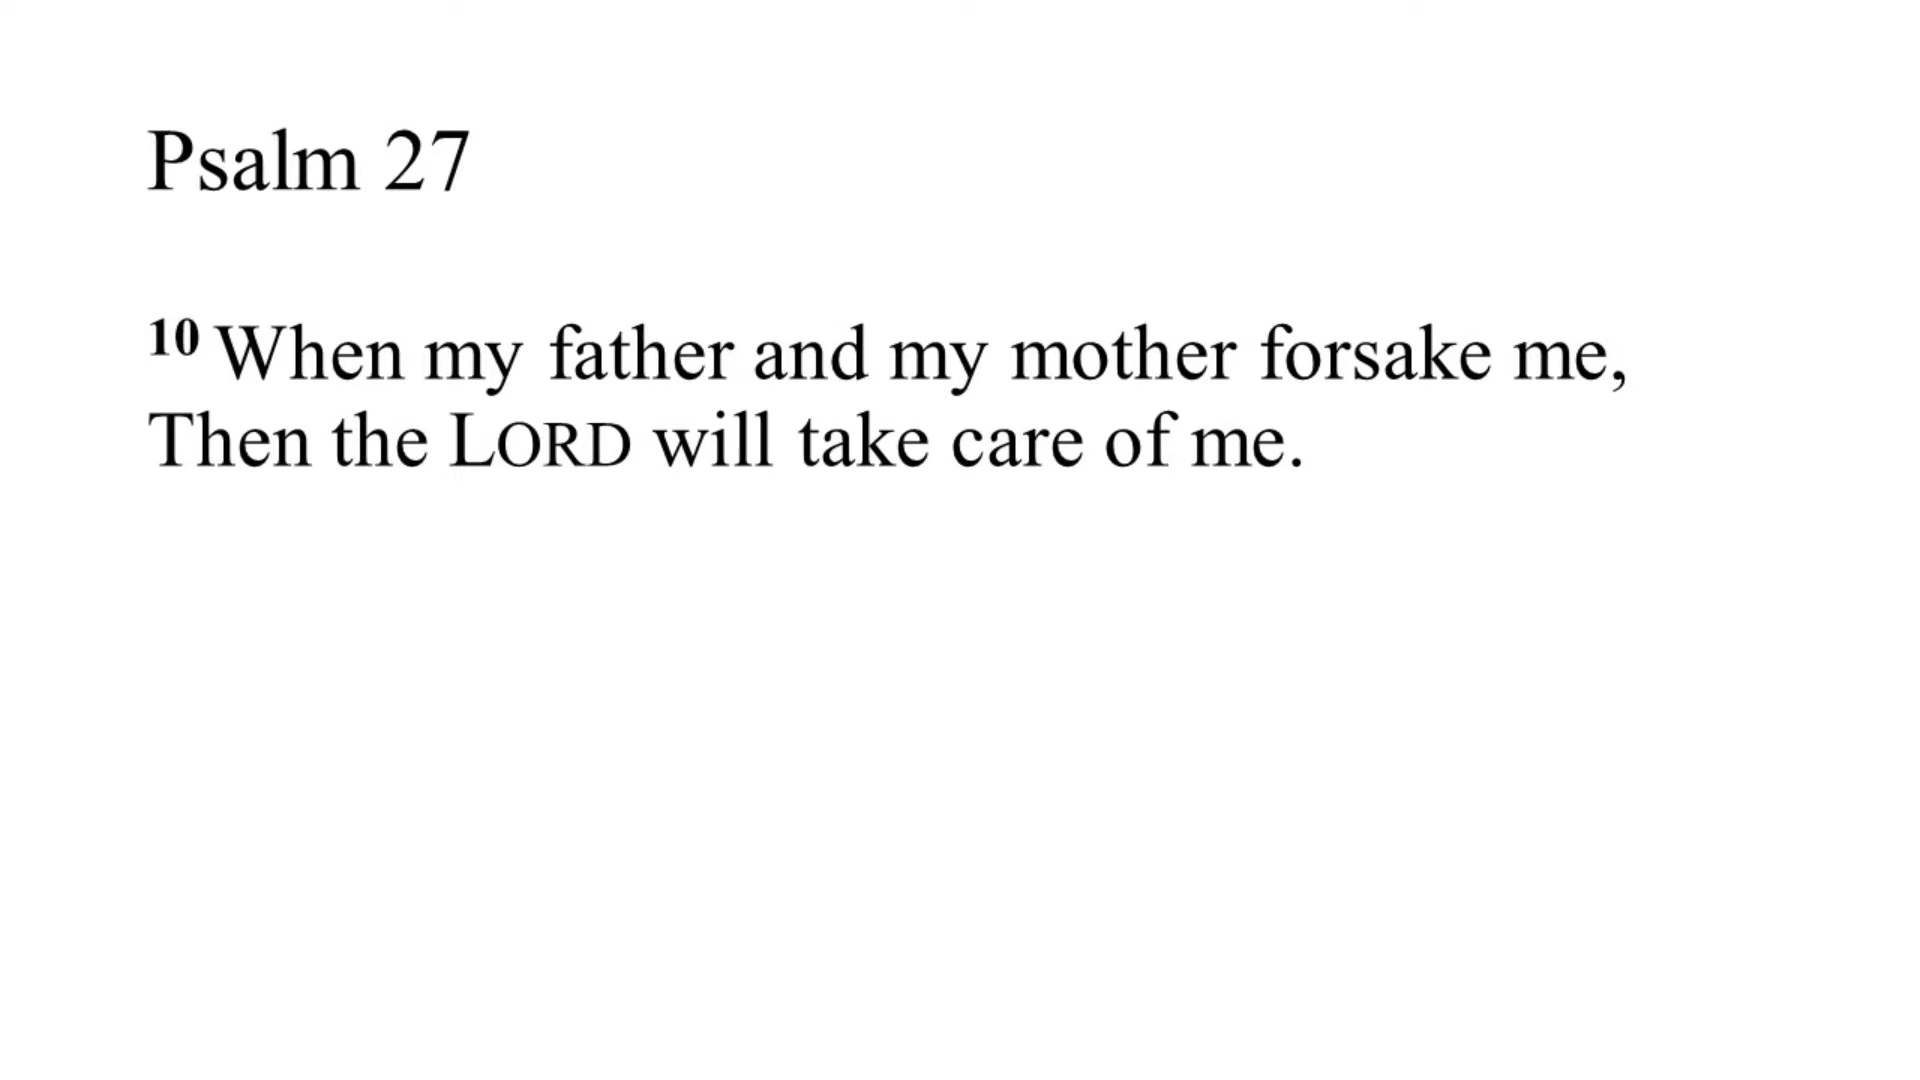 Psalm 27
10 When my father and my mother forsake me,
Then the LORD will take care of me.